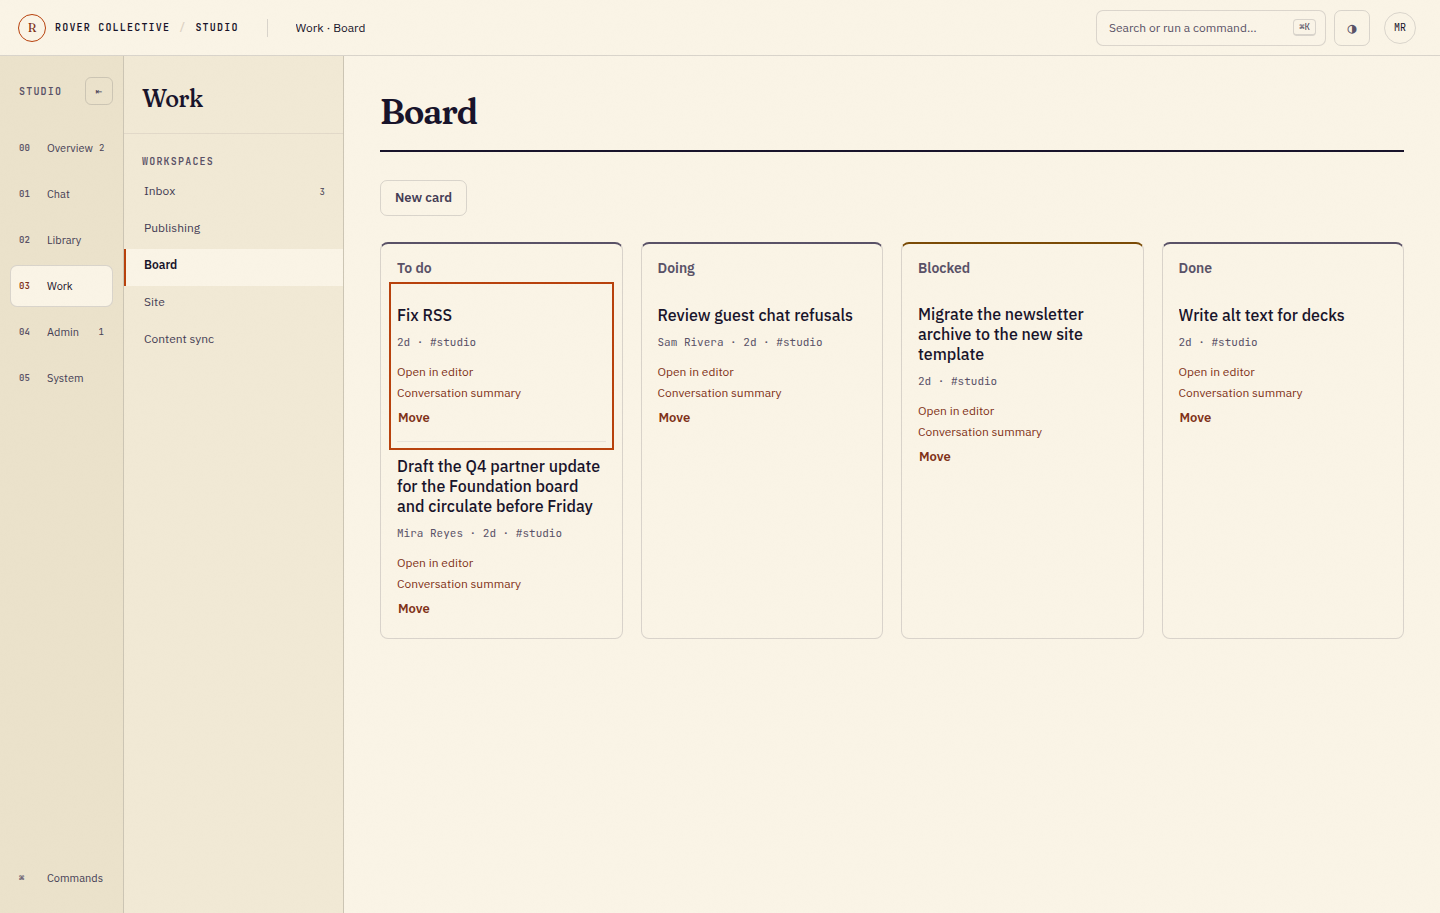 R ROVER COLLECTIVE / STUDIO
Work · Board
Search or run a command... ⌘K
MR
STUDIO
00 Overview 2
01 Chat
02 Library
03 Work
04 Admin 1
05 System
⌘ Commands
Work
WORKSPACES
Inbox 3
Publishing
Board
Site
Content sync
Board
New card
To do
Fix RSS
2d · #studio
Open in editor
Conversation summary
Move
Draft the Q4 partner update
for the Foundation board
and circulate before Friday
Mira Reyes · 2d · #studio
Open in editor
Conversation summary
Move
Doing
Review guest chat refusals
Sam Rivera · 2d · #studio
Open in editor
Conversation summary
Move
Blocked
Migrate the newsletter
archive to the new site
template
2d · #studio
Open in editor
Conversation summary
Move
Done
Write alt text for decks
2d · #studio
Open in editor
Conversation summary
Move